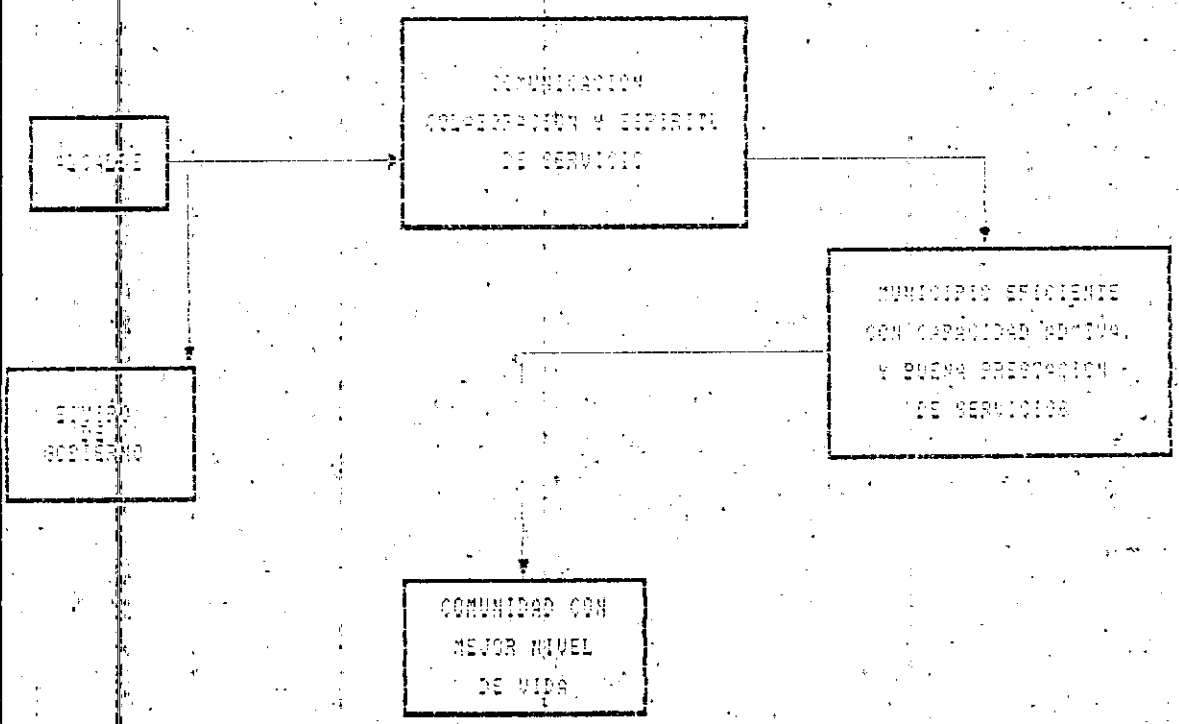 COMUNICACION
COLABORACION Y ESPIRITU
DE SERVICIO
ALCALDE
MUNICIPIO EFICIENTE
CON CAPACIDAD ADMIVA.
Y BUENA PRESTACION
DE SERVICIOS
EQUIPO
GOBIERNO
COMUNIDAD CON
MEJOR NIVEL
DE VIDA